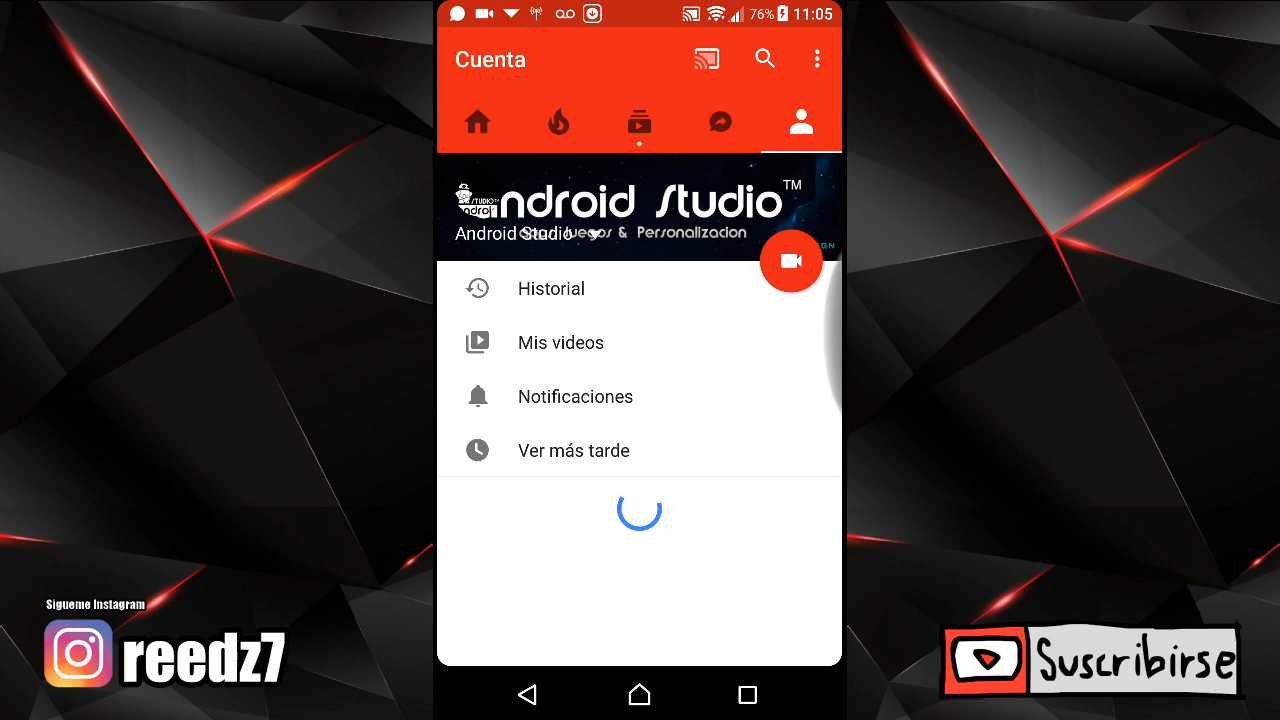 76% 11:05
Cuenta
android Studio™
Android Studio
Juegos & Personalizacion
Historial
Mis videos
Notificaciones
Ver más tarde
Sigueme Instagram
reedz7
Suscribirse